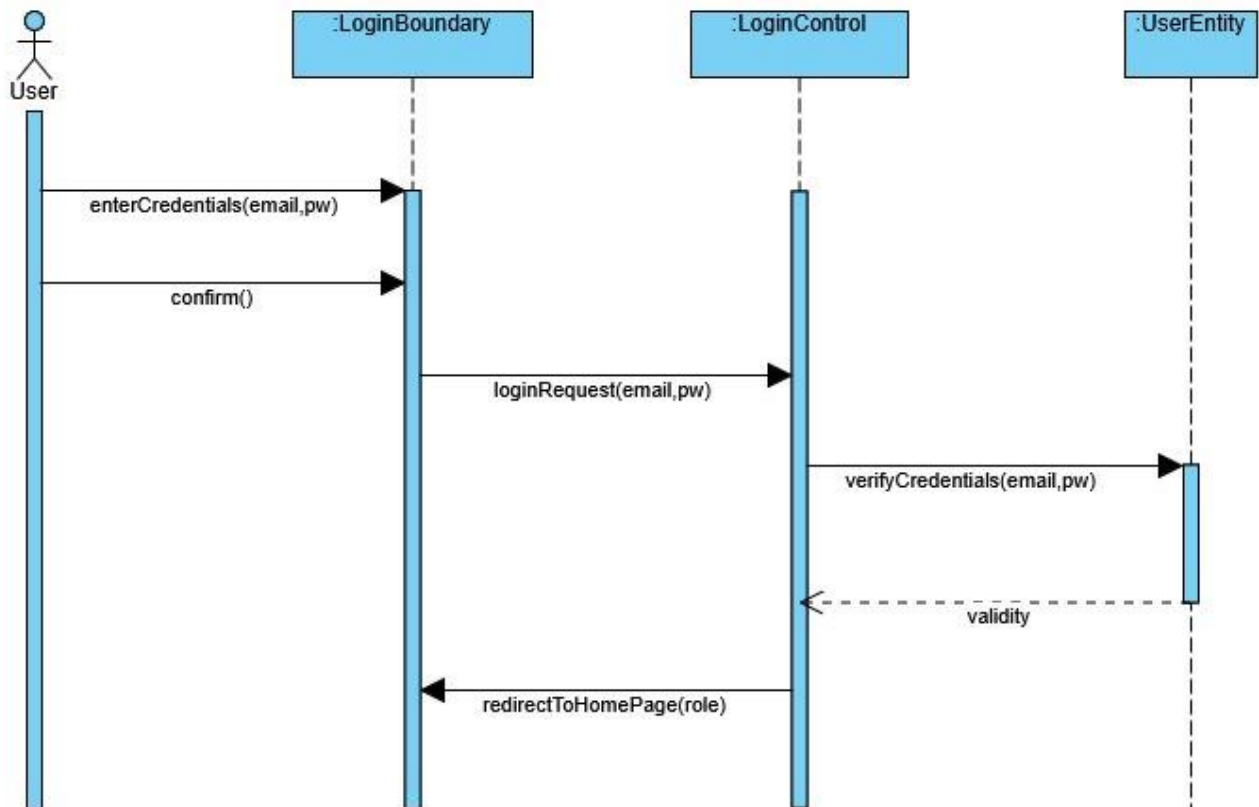 :LoginBoundary
:LoginControl
:UserEntity
User
enterCredentials(email,pw)
confirm()
loginRequest(email,pw)
verifyCredentials(email,pw)
validity
redirectToHomePage(role)